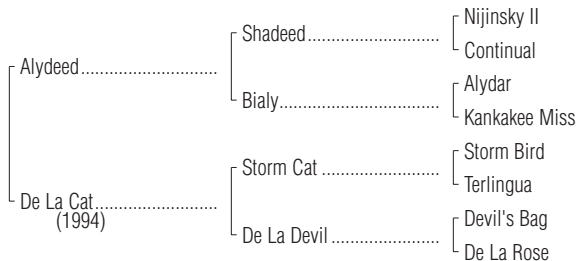 Nijinsky II
Shadeed
Continual
Alydeed
Alydar
Bialy
Kankakee Miss
Storm Bird
Storm Cat
Terlingua
De La Cat
(1994)
Devil's Bag
De La Devil
De La Rose